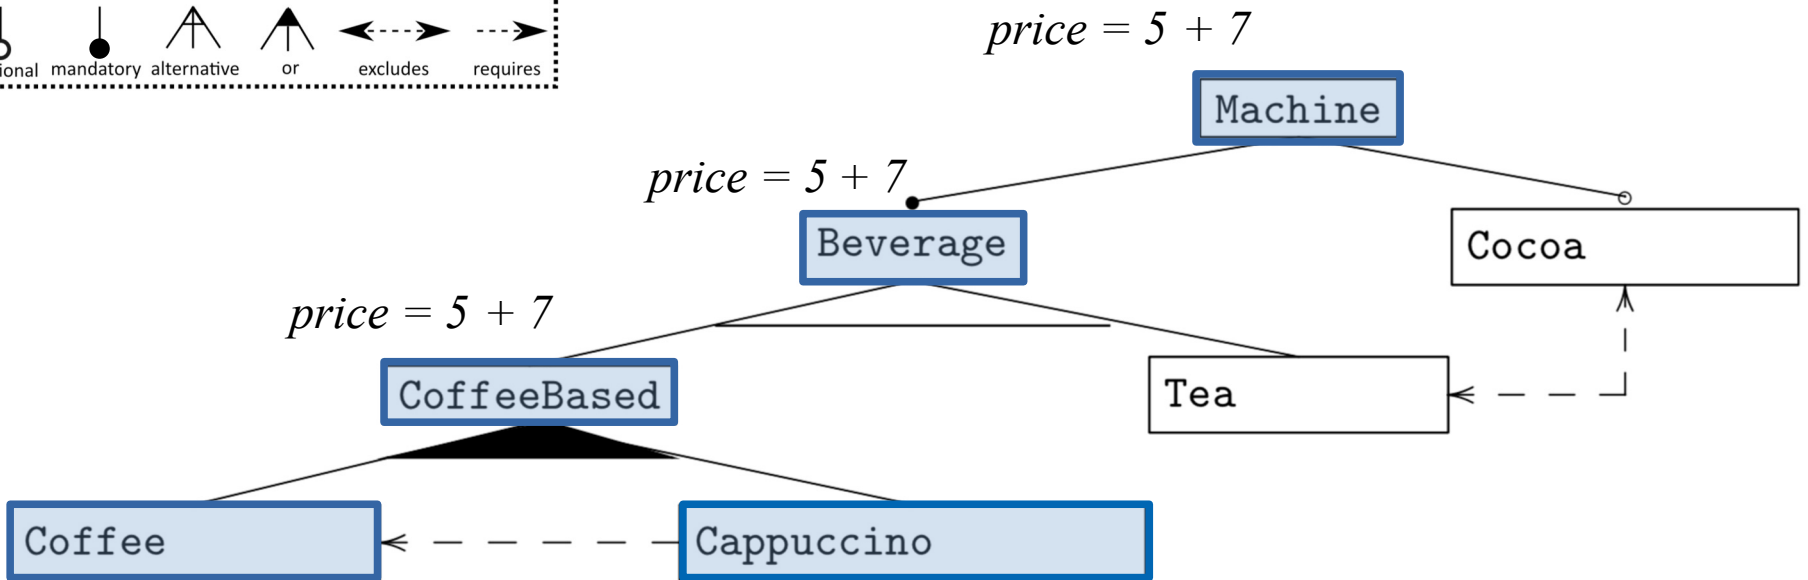 price = 5 + 7
mandatory alternative or excludes requires
Machine
price = 5 + 7
Beverage
Cocoa
price = 5 + 7
CoffeeBased
Tea
Coffee
Cappuccino